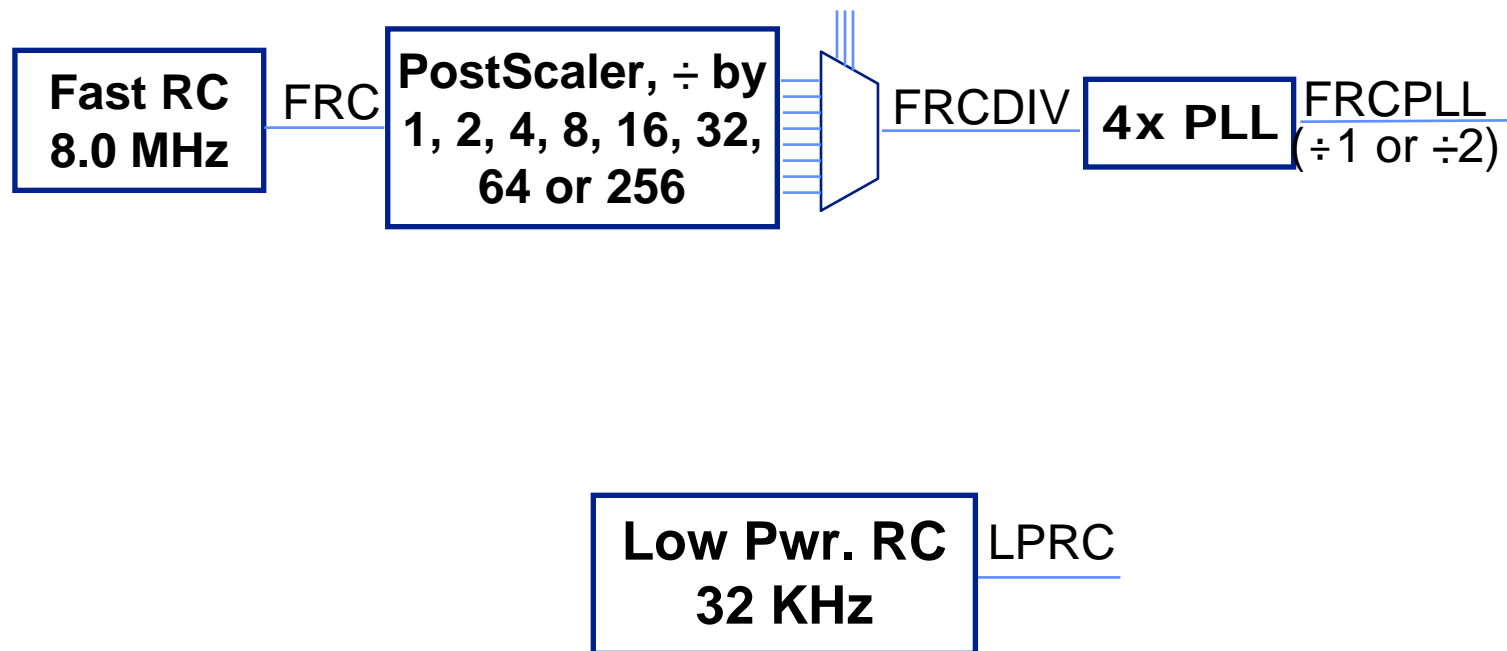 Fast RC
8.0 MHz
FRC
PostScaler, ÷ by
1, 2, 4, 8, 16, 32,
64 or 256
FRCDIV
4x PLL
FRCPLL
(÷1 or ÷2)
Low Pwr. RC
32 KHz
LPRC